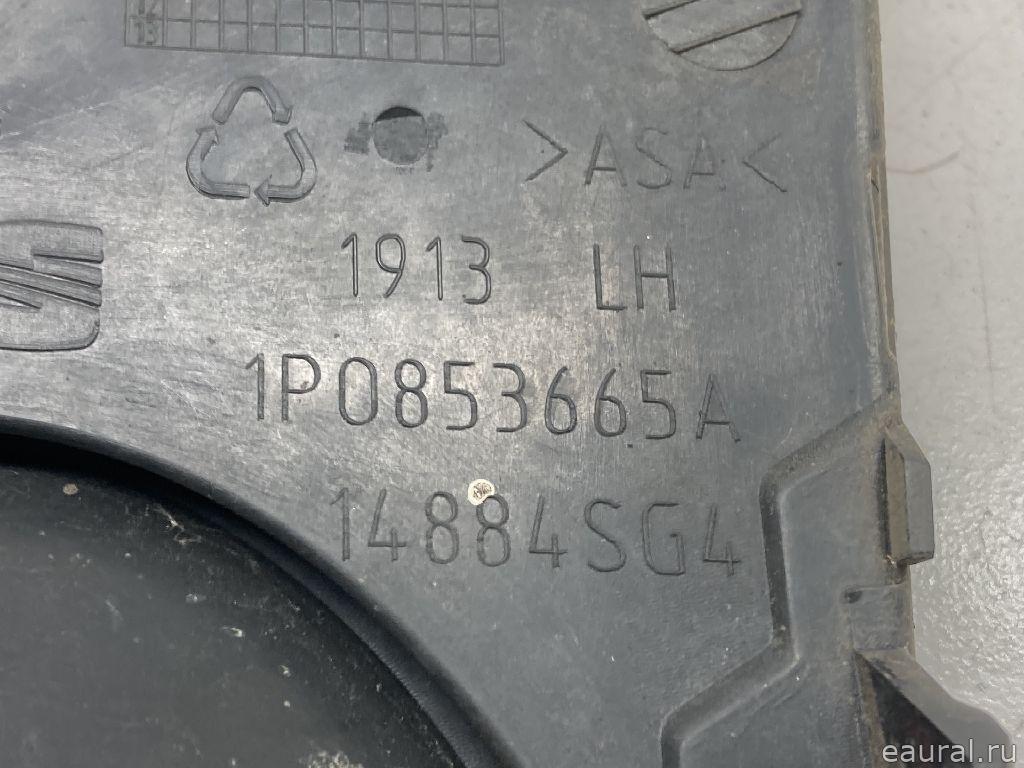 >ASA<
1913 LH
1P0853665A
14884SG4
eaural.ru